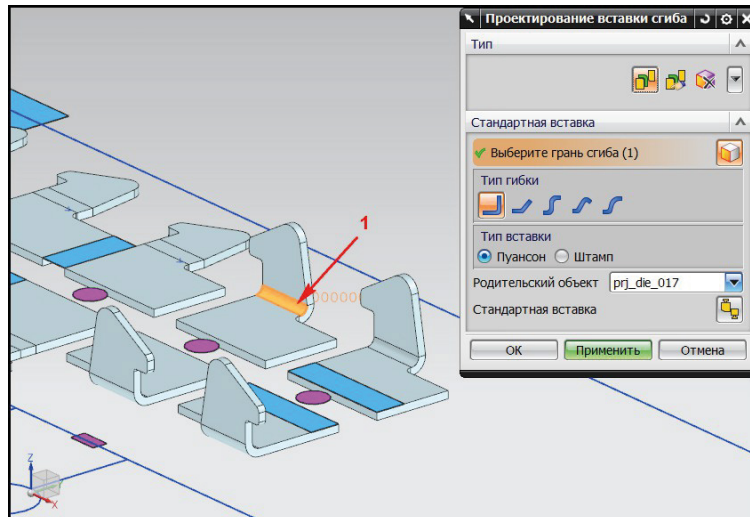 Проектирование вставки сгиба
Тип
Стандартная вставка
Выберите грань сгиба (1)
Тип гибки
Тип вставки
Пуансон Штамп
Родительский объект prj_die_017
Стандартная вставка
ОК Применить Отмена
1
Z
X